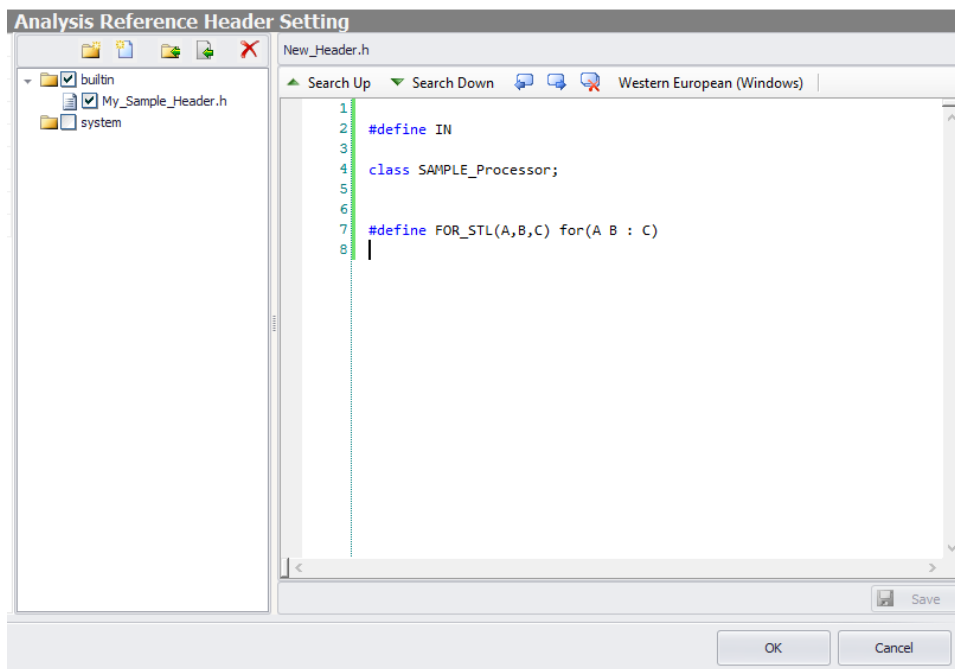 Analysis Reference Header Setting
New_Header.h
builtin
My_Sample_Header.h
system
Search Up Search Down Western European (Windows)
1
2 #define IN
3
4 class SAMPLE_Processor;
5
6
7 #define FOR_STL(A,B,C) for(A B : C)
8
Save
OK Cancel